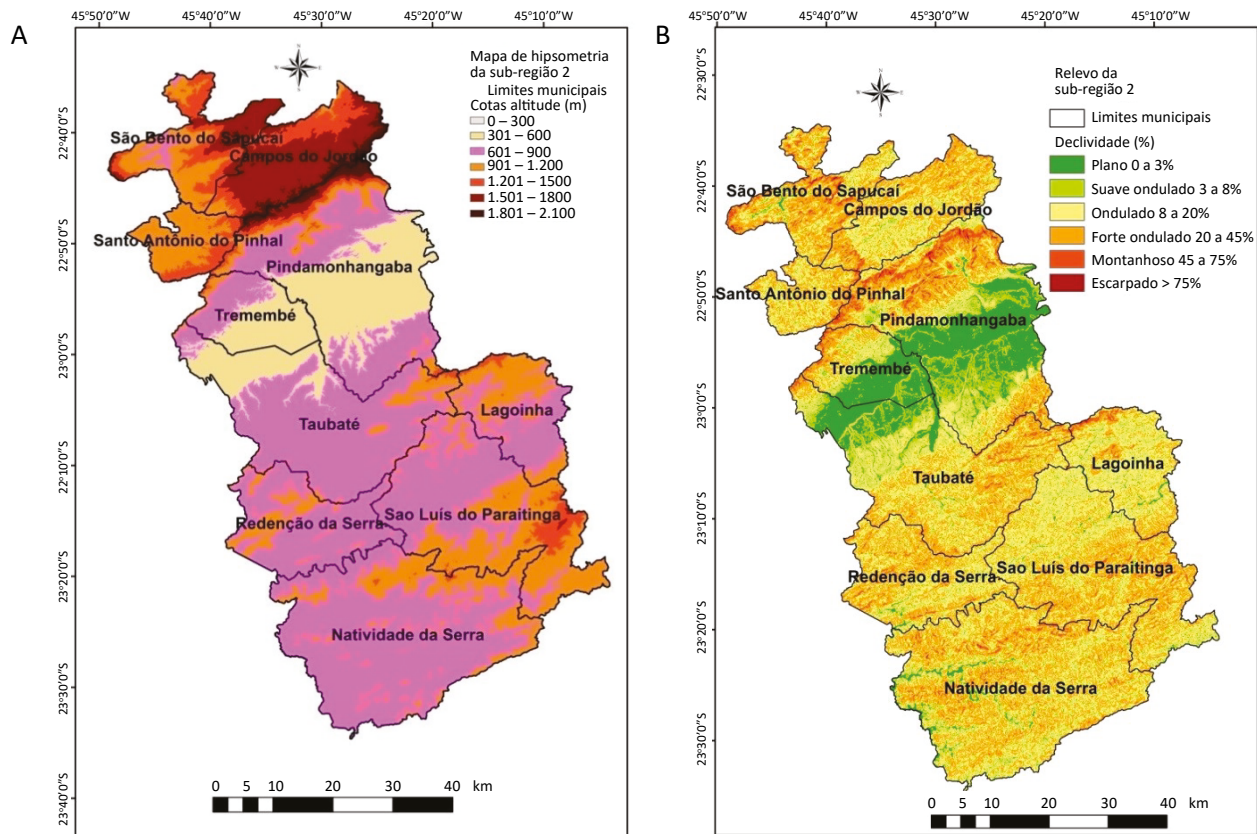 A
45°50'0"W 45°40'0"W 45°30'0"W 45°20'0"W 45°10'0"W
22°40'0"S
22°50'0"S
23°0'0"S
22°10'0"S
23°20'0"S
23°30'0"S
23°40'0"S
Mapa de hipsometria
da sub-região 2
Limites municipais
Cotas altitude (m)
0 – 300
301 – 600
601 – 900
901 – 1.200
1.201 – 1500
1.501 – 1800
1.801 – 2.100
São Bento do Sapucaí
Campos do Jordão
Santo Antônio do Pinhal
Pindamonhangaba
Tremembé
Taubaté
Lagoinha
Redenção da Serra
Sao Luís do Paraitinga
Natividade da Serra
0 5 10 20 30 40 km
B
45°50'0"W 45°40'0"W 45°30'0"W 45°20'0"W 45°10'0"W
22°30'0"S
22°40'0"S
22°50'0"S
23°0'0"S
23°10'0"S
23°20'0"S
23°30'0"S
Relevo da
sub-região 2
Limites municipais
Declividade (%)
Plano 0 a 3%
Suave ondulado 3 a 8%
Ondulado 8 a 20%
Forte ondulado 20 a 45%
Montanhoso 45 a 75%
Escarpado > 75%
São Bento do Sapucaí
Campos do Jordão
Santo Antônio do Pinhal
Pindamonhangaba
Tremembé
Taubaté
Lagoinha
Redenção da Serra
Sao Luís do Paraitinga
Natividade da Serra
0 5 10 20 30 40 km